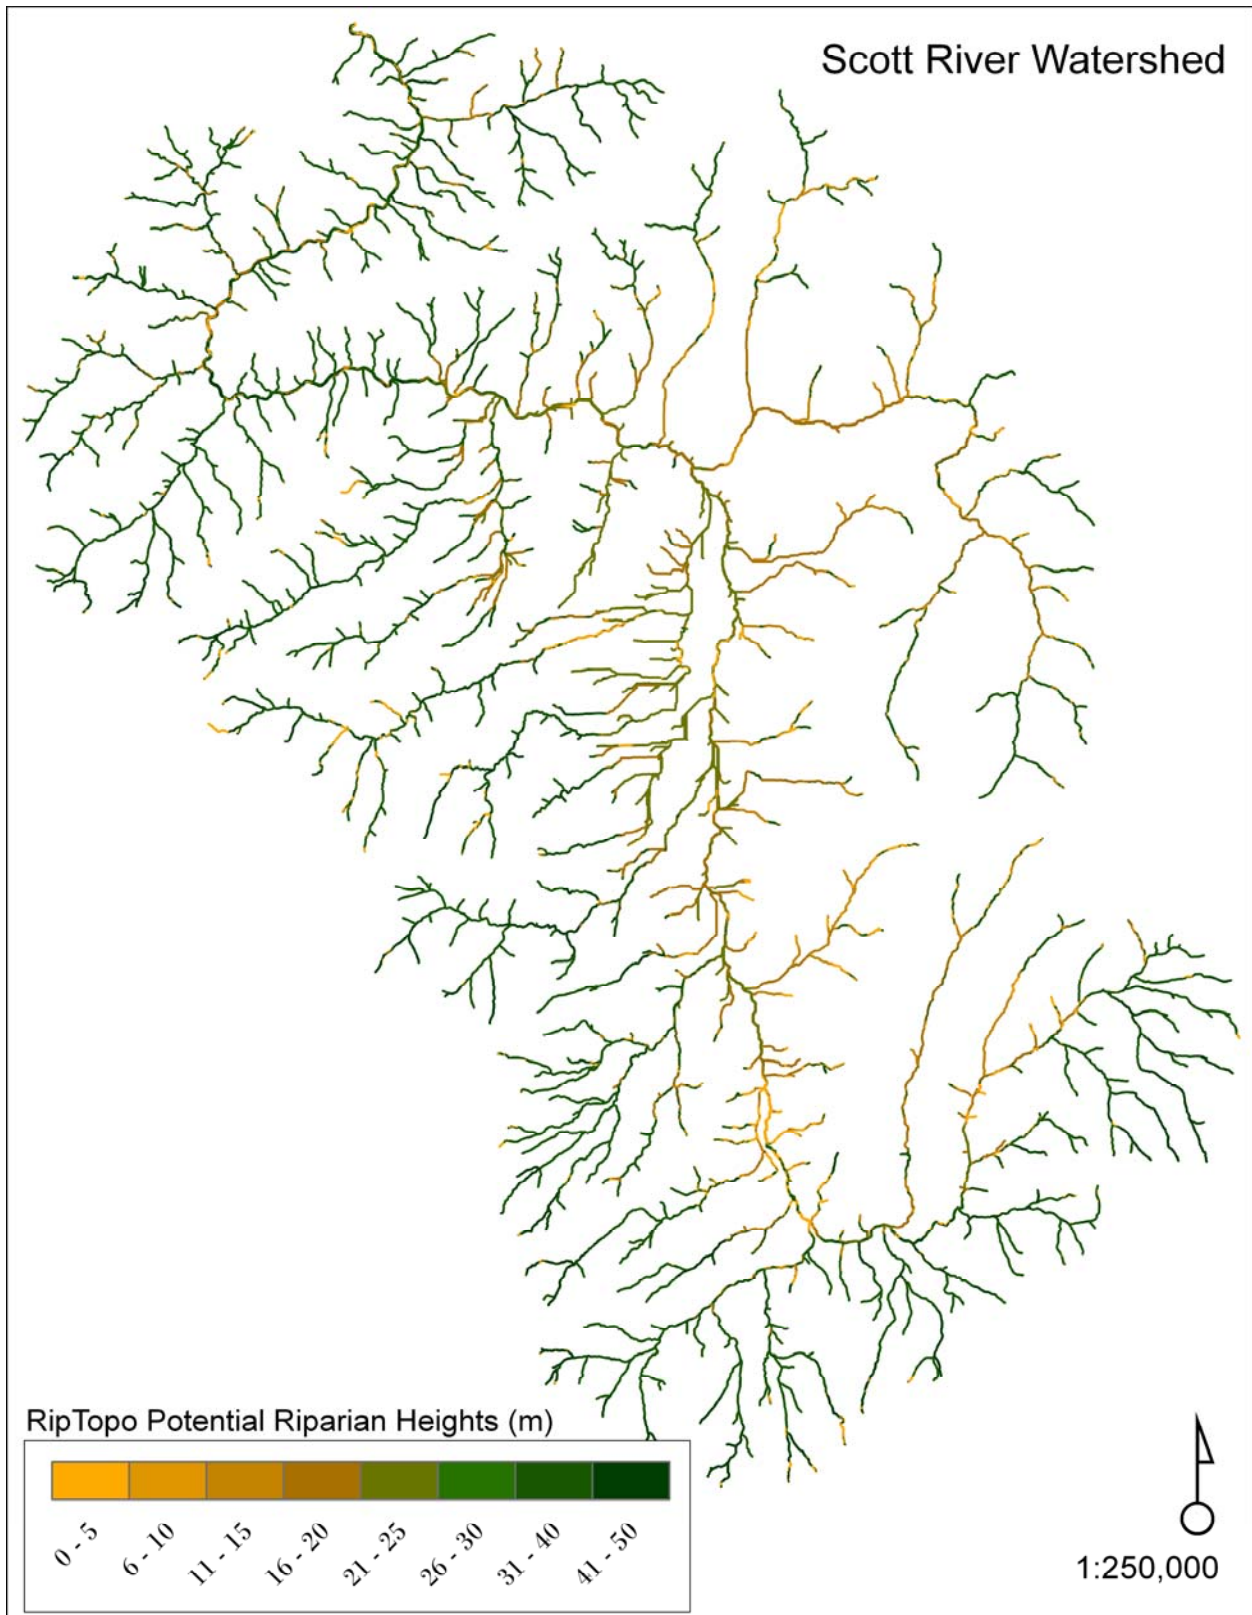 Scott River Watershed
RipTopo Potential Riparian Heights (m)
0 - 5
6 - 10
11 - 15
16 - 20
21 - 25
26 - 30
31 - 40
41 - 50
1:250,000